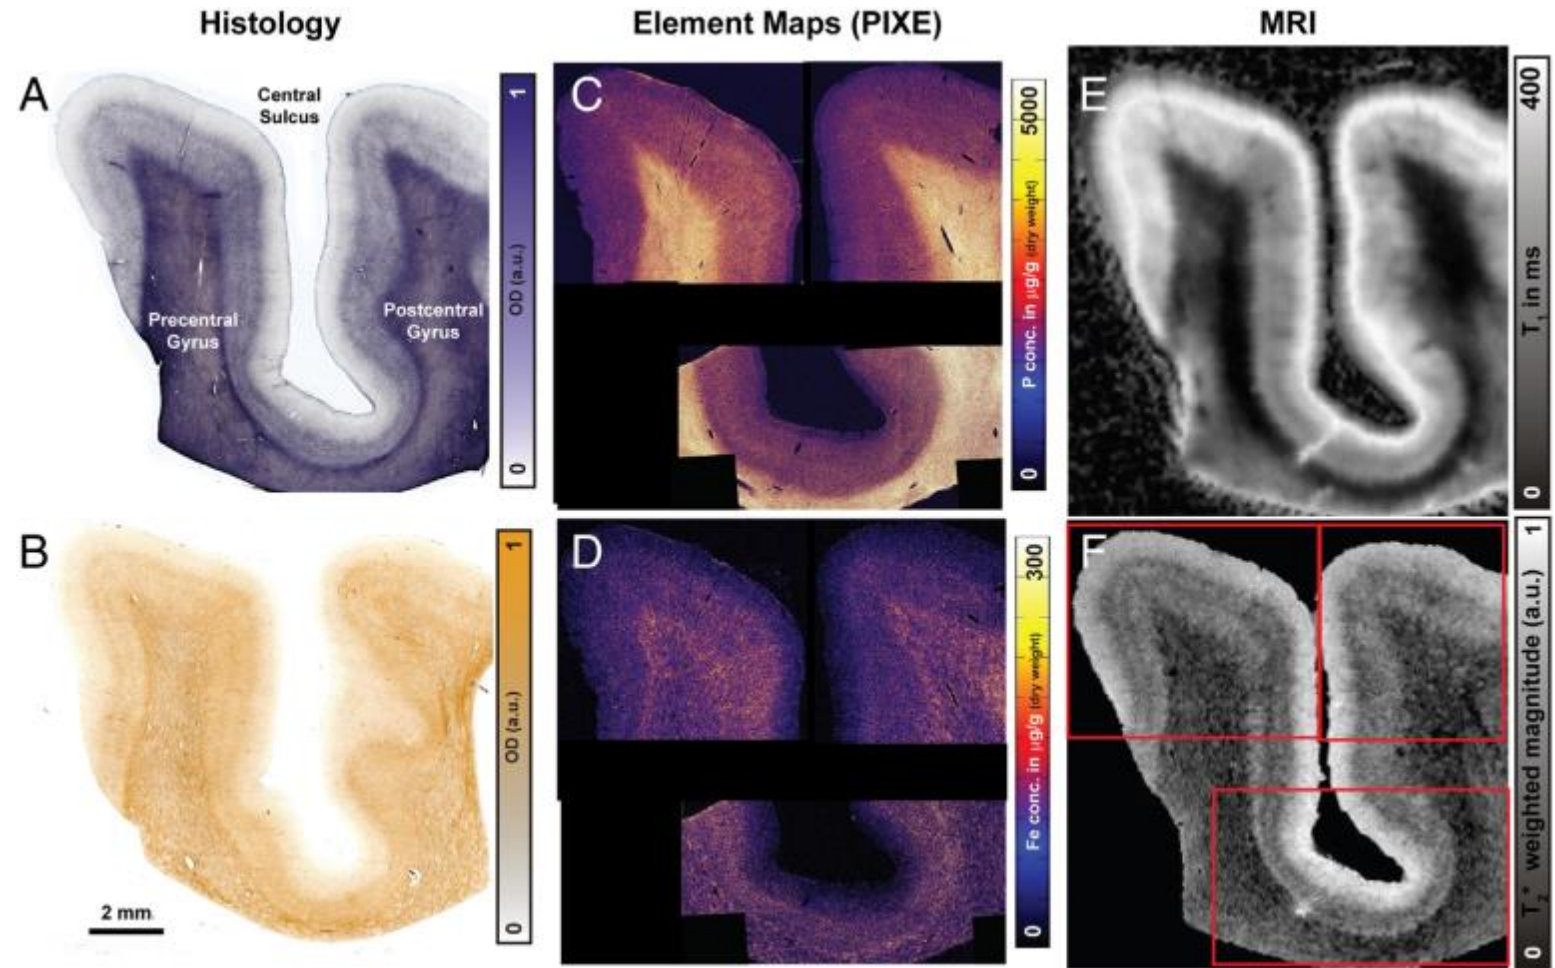 Histology
Element Maps (PIXE)
MRI
A
Central
Sulcus
Precentral
Gyrus
Postcentral
Gyrus
1
OD (a.u.)
0
C
5000
P conc. in µg/g (dry weight)
0
E
400
T1 in ms
0
B
2 mm
1
OD (a.u.)
0
D
300
Fe conc. in µg/g (dry weight)
0
F
1
T2* weighted magnitude (a.u.)
0